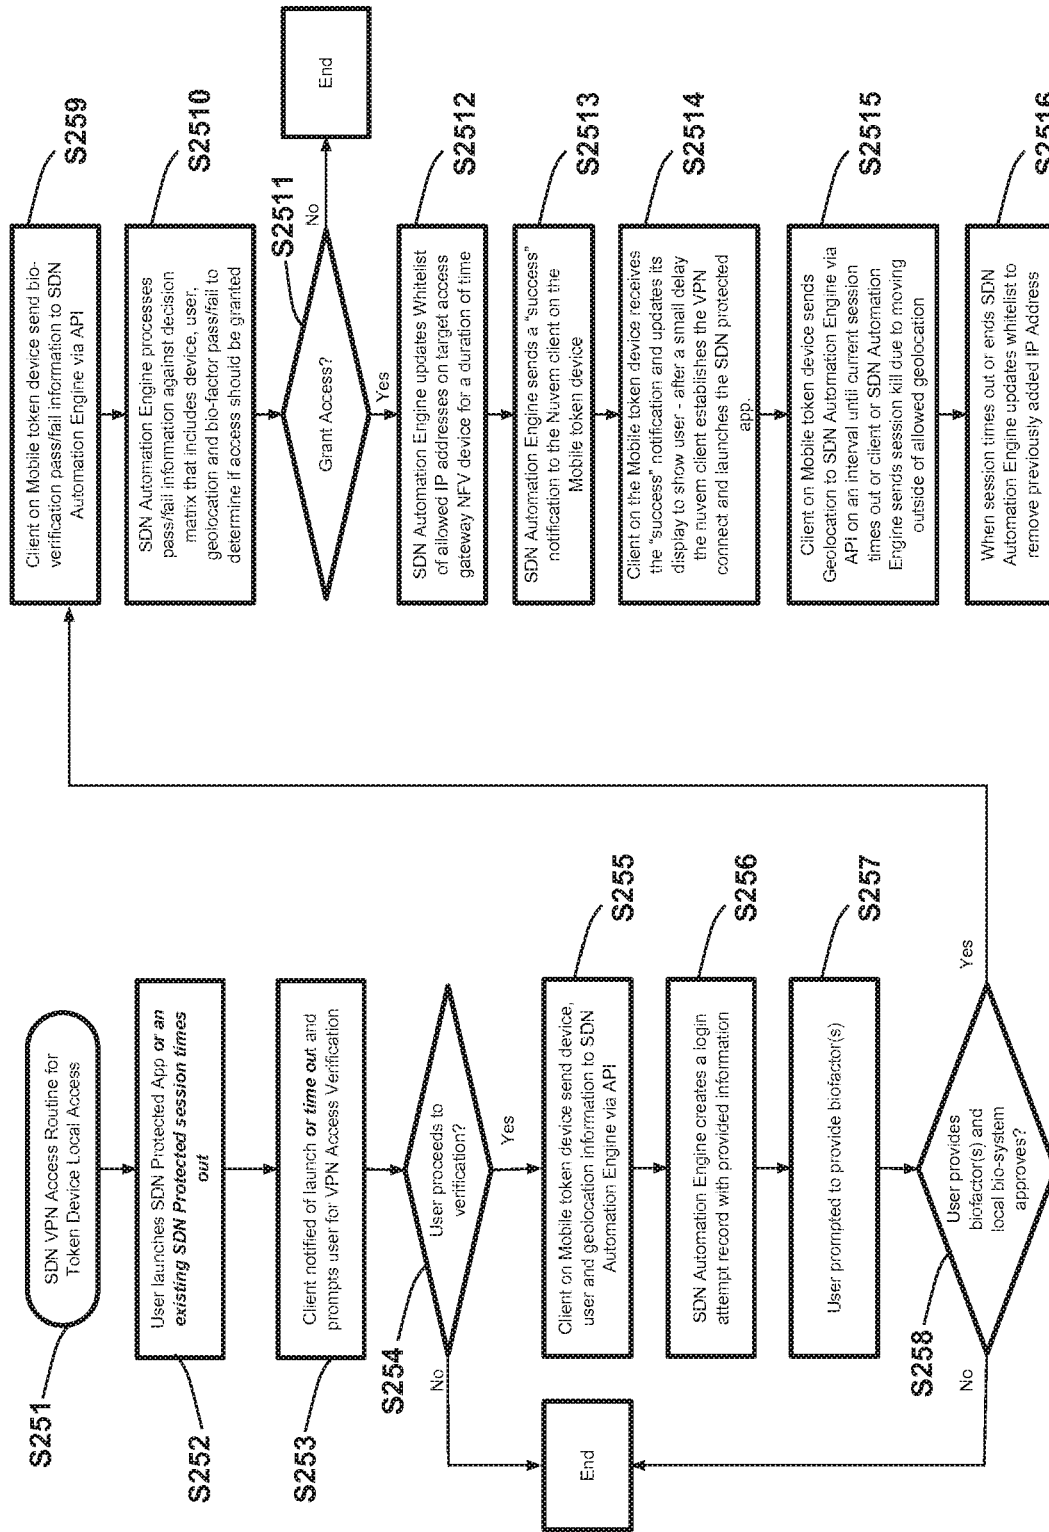 S251
SDN VPN Access Routine for
Token Device Local Access
S252
User launches SDN Protected App or an
existing SDN Protected session times
out
S253
Client notified of launch or time out and
prompts user for VPN Access Verification
S254
User proceeds to
verification?
No
Yes
End
S255
Client on Mobile token device send device,
user and geolocation information to SDN
Automation Engine via API
S256
SDN Automation Engine creates a login
attempt record with provided information
S257
User prompted to provide biofactor(s)
S258
User provides
biofactor(s) and
local bio-system
approves?
No
Yes
S259
Client on Mobile token device send bio-
verification pass/fail information to SDN
Automation Engine via API
S2510
SDN Automation Engine processes
pass/fail information against decision
matrix that includes device, user,
geolocation and bio-factor pass/fail to
determine if access should be granted
S2511
Grant Access?
No
Yes
End
S2512
SDN Automation Engine updates Whitelist
of allowed IP addresses on target access
gateway NFV device for a duration of time
S2513
SDN Automation Engine sends a "success"
notification to the Nuvem client on the
Mobile token device
S2514
Client on the Mobile token device receives
the "success" notification and updates its
display to show user - after a small delay
the nuvem client establishes the VPN
connect and launches the SDN protected
app.
S2515
Client on Mobile token device sends
Geolocation to SDN Automation Engine via
API on an interval until current session
times out or client or SDN Automation
Engine sends session kill due to moving
outside of allowed geolocation
S2516
When session times out or ends SDN
Automation Engine updates whitelist to
remove previously added IP Address